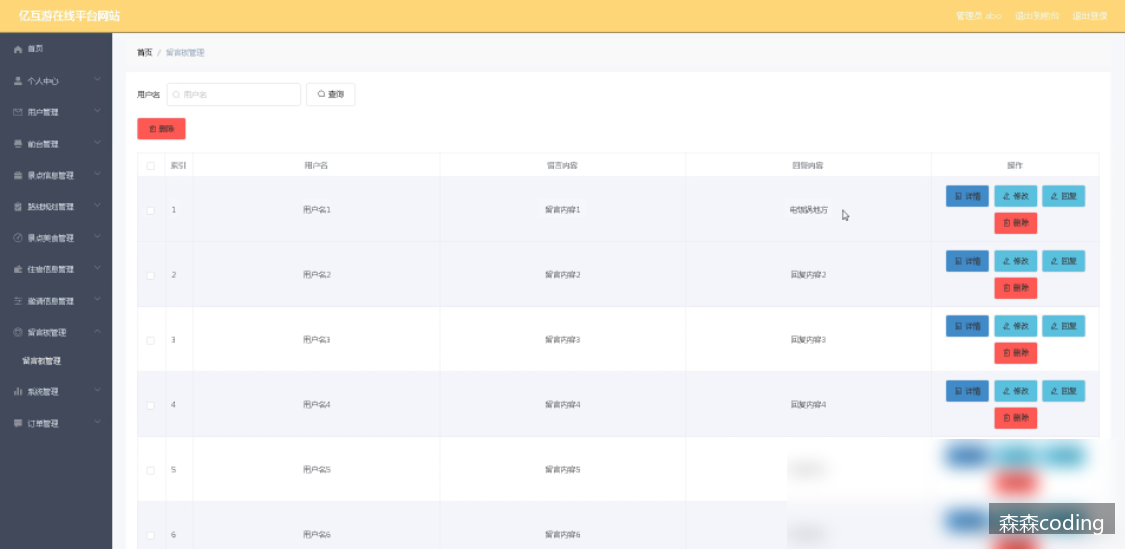 亿互游在线平台网站
管理员 abo 退出到前台 退出登录
首页
个人中心
用户管理
前台管理
景点信息管理
路线规划管理
景点美食管理
住宿信息管理
邀请信息管理
留言板管理
留言板管理
系统管理
订单管理
首页 / 留言板管理
用户名 用户名 查询
删除
索引 用户名 留言内容 回复内容 操作
1 用户名1 留言内容1 详情 修改 回复
删除
2 用户名2 留言内容2 回复内容2 详情 修改 回复
删除
3 用户名3 留言内容3 回复内容3 详情 修改 回复
删除
4 用户名4 留言内容4 回复内容4 详情 修改 回复
删除
5 用户名5 留言内容5
6 用户名6 留言内容6
森森coding